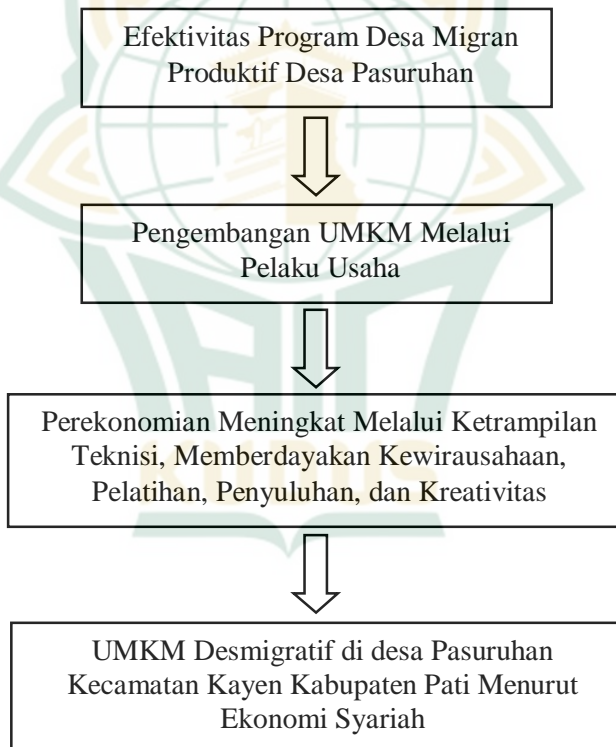 Efektivitas Program Desa Migran
Produktif Desa Pasuruhan
Pengembangan UMKM Melalui
Pelaku Usaha
Perekonomian Meningkat Melalui Ketrampilan
Teknisi, Memberdayakan Kewirausahaan,
Pelatihan, Penyuluhan, dan Kreativitas
UMKM Desmigratif di desa Pasuruhan
Kecamatan Kayen Kabupaten Pati Menurut
Ekonomi Syariah
KUDUS